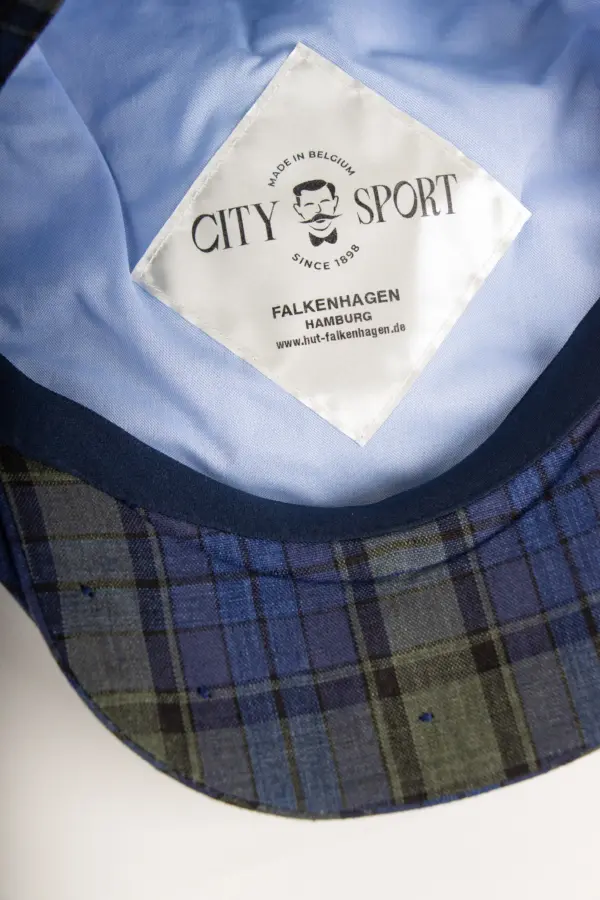 MADE IN BELGIUM
CITY SPORT
SINCE 1898
FALKENHAGEN
HAMBURG
www.hut-falkenhagen.de